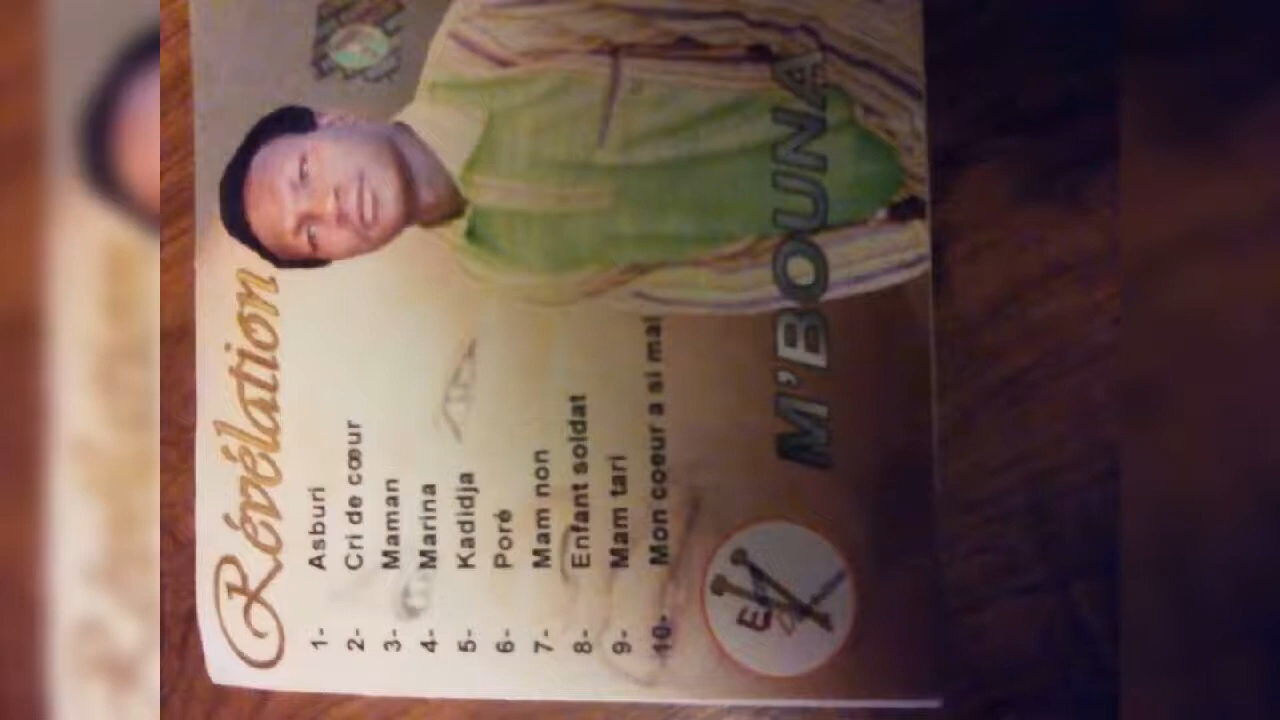 Révélation
1- Asburi
2- Cri de cœur
3- Maman
4- Marina
5- Kadidja
6- Poré
7- Mam non
8- Enfant soldat
9- Mam tari
10- Mon coeur a si mal
M'BOUNA